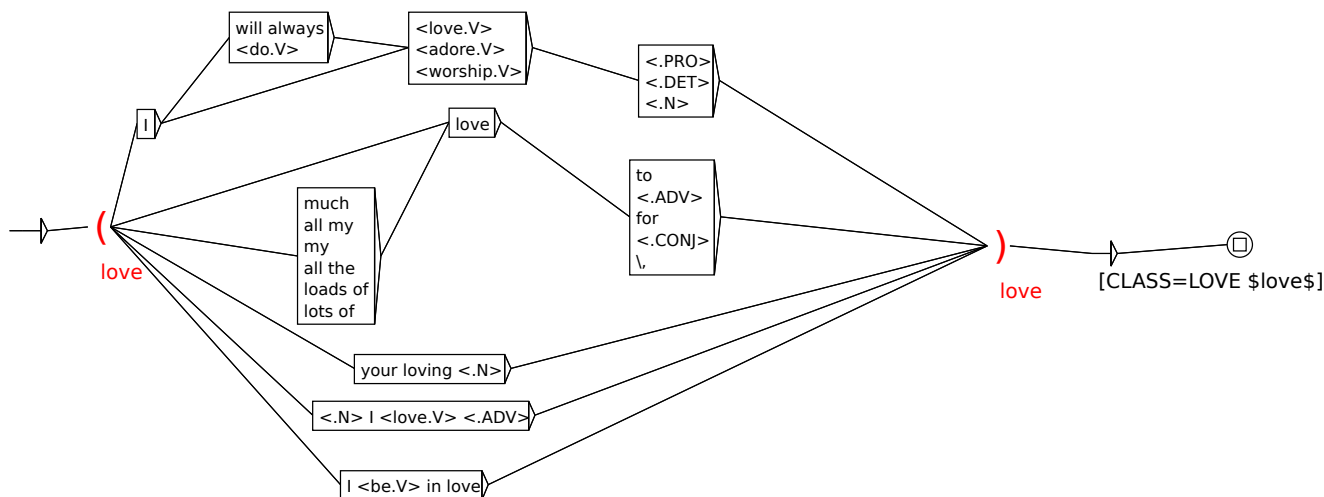 will always
<do.V>
<love.V>
<adore.V>
<worship.V>
<.PRO>
<.DET>
<.N>
I
love
to
<.ADV>
for
<.CONJ>
\,
much
all my
my
all the
loads of
lots of
(
love
)
love
[CLASS=LOVE $love$]
your loving <.N>
<.N> I <love.V> <.ADV>
I <be.V> in love